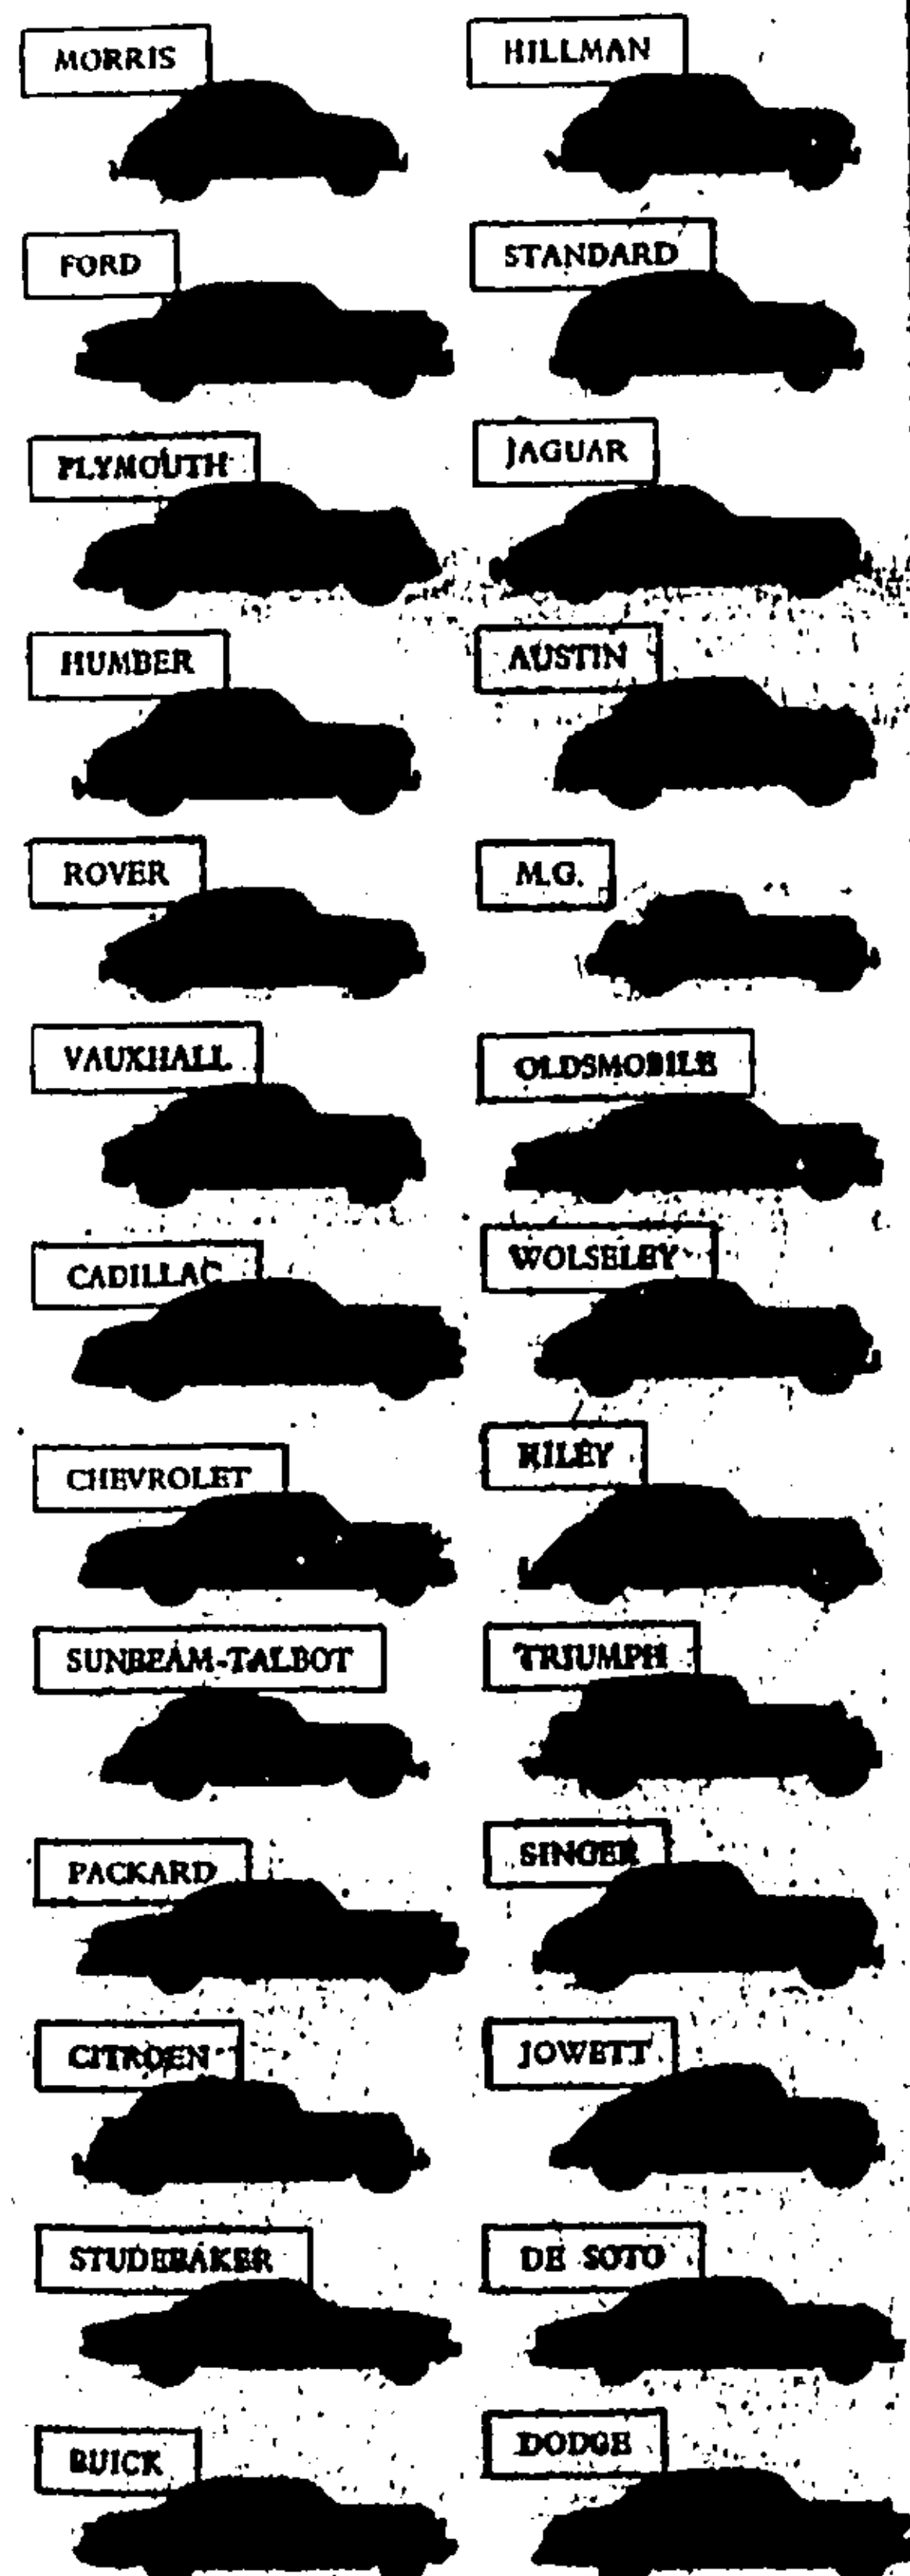 MORRIS
HILLMAN
FORD
STANDARD
PLYMOUTH
JAGUAR
HUMBER
AUSTIN
ROVER
M.G.
VAUXHALL
OLDSMOBILE
CADILLAC
WOLSELEY
CHEVROLET
RILEY
SUNBEAM-TALBOT
TRIUMPH
PACKARD
SINGER
CITROEN
JOWETT
STUDEBAKER
DE SOTO
BUICK
DODGE